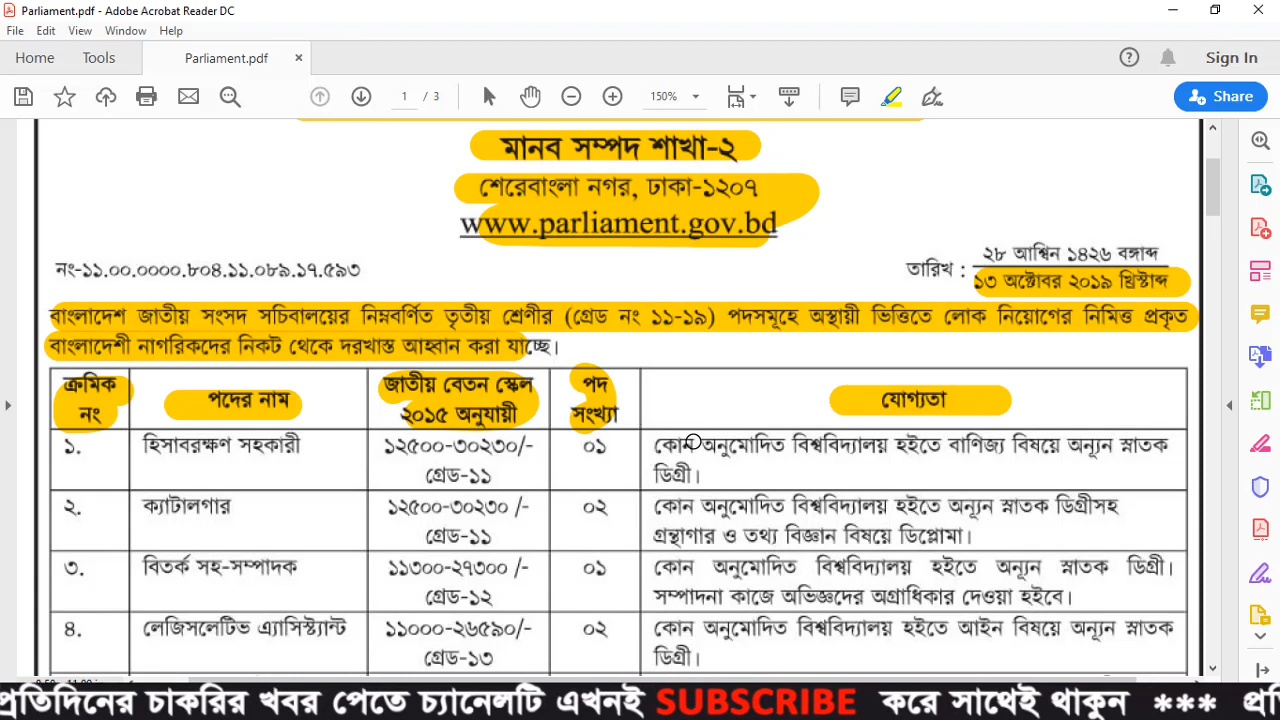 Parliament.pdf - Adobe Acrobat Reader DC
File Edit View Window Help
Home Tools Parliament.pdf × Sign In
1 / 3 150% Share
মানব সম্পদ শাখা-২
শেরেবাংলা নগর, ঢাকা-১২০৭
www.parliament.gov.bd
নং-১১.০০.০০০০.৮০৪.১১.০৮৯.১৭.৫৯৩
তারিখ : ২৮ আশ্বিন ১৪২৬ বঙ্গাব্দ
১৩ অক্টোবর ২০১৯ খ্রিস্টাব্দ
বাংলাদেশ জাতীয় সংসদ সচিবালয়ের নিম্নবর্ণিত তৃতীয় শ্রেণীর (গ্রেড নং ১১-১৯) পদসমূহে অস্থায়ী ভিত্তিতে লোক নিয়োগের নিমিত্ত প্রকৃত
বাংলাদেশী নাগরিকদের নিকট থেকে দরখাস্ত আহ্বান করা যাচ্ছে।
ক্রমিক নং পদের নাম জাতীয় বেতন স্কেল ২০১৫ অনুযায়ী পদ সংখ্যা যোগ্যতা
১. হিসাবরক্ষণ সহকারী ১২৫০০-৩০২৩০/- ০১ কোন অনুমোদিত বিশ্ববিদ্যালয় হইতে বাণিজ্য বিষয়ে অন্যূন স্নাতক
গ্রেড-১১ ডিগ্রী।
২. ক্যাটালগার ১২৫০০-৩০২৩০ /- ০২ কোন অনুমোদিত বিশ্ববিদ্যালয় হইতে অন্যূন স্নাতক ডিগ্রীসহ
গ্রেড-১১ গ্রন্থাগার ও তথ্য বিজ্ঞান বিষয়ে ডিপ্লোমা।
৩. বিতর্ক সহ-সম্পাদক ১১৩০০-২৭৩০০ /- ০১ কোন অনুমোদিত বিশ্ববিদ্যালয় হইতে অন্যূন স্নাতক ডিগ্রী।
গ্রেড-১২ সম্পাদনা কাজে অভিজ্ঞদের অগ্রাধিকার দেওয়া হইবে।
৪. লেজিসলেটিভ এ্যাসিস্ট্যান্ট ১১০০০-২৬৫৯০/- ০২ কোন অনুমোদিত বিশ্ববিদ্যালয় হইতে আইন বিষয়ে অন্যূন স্নাতক
গ্রেড-১৩ ডিগ্রী।
প্রতিদিনের চাকরির খবর পেতে চ্যানেলটি এখনই SUBSCRIBE করে সাথেই থাকুন *** প্রতি